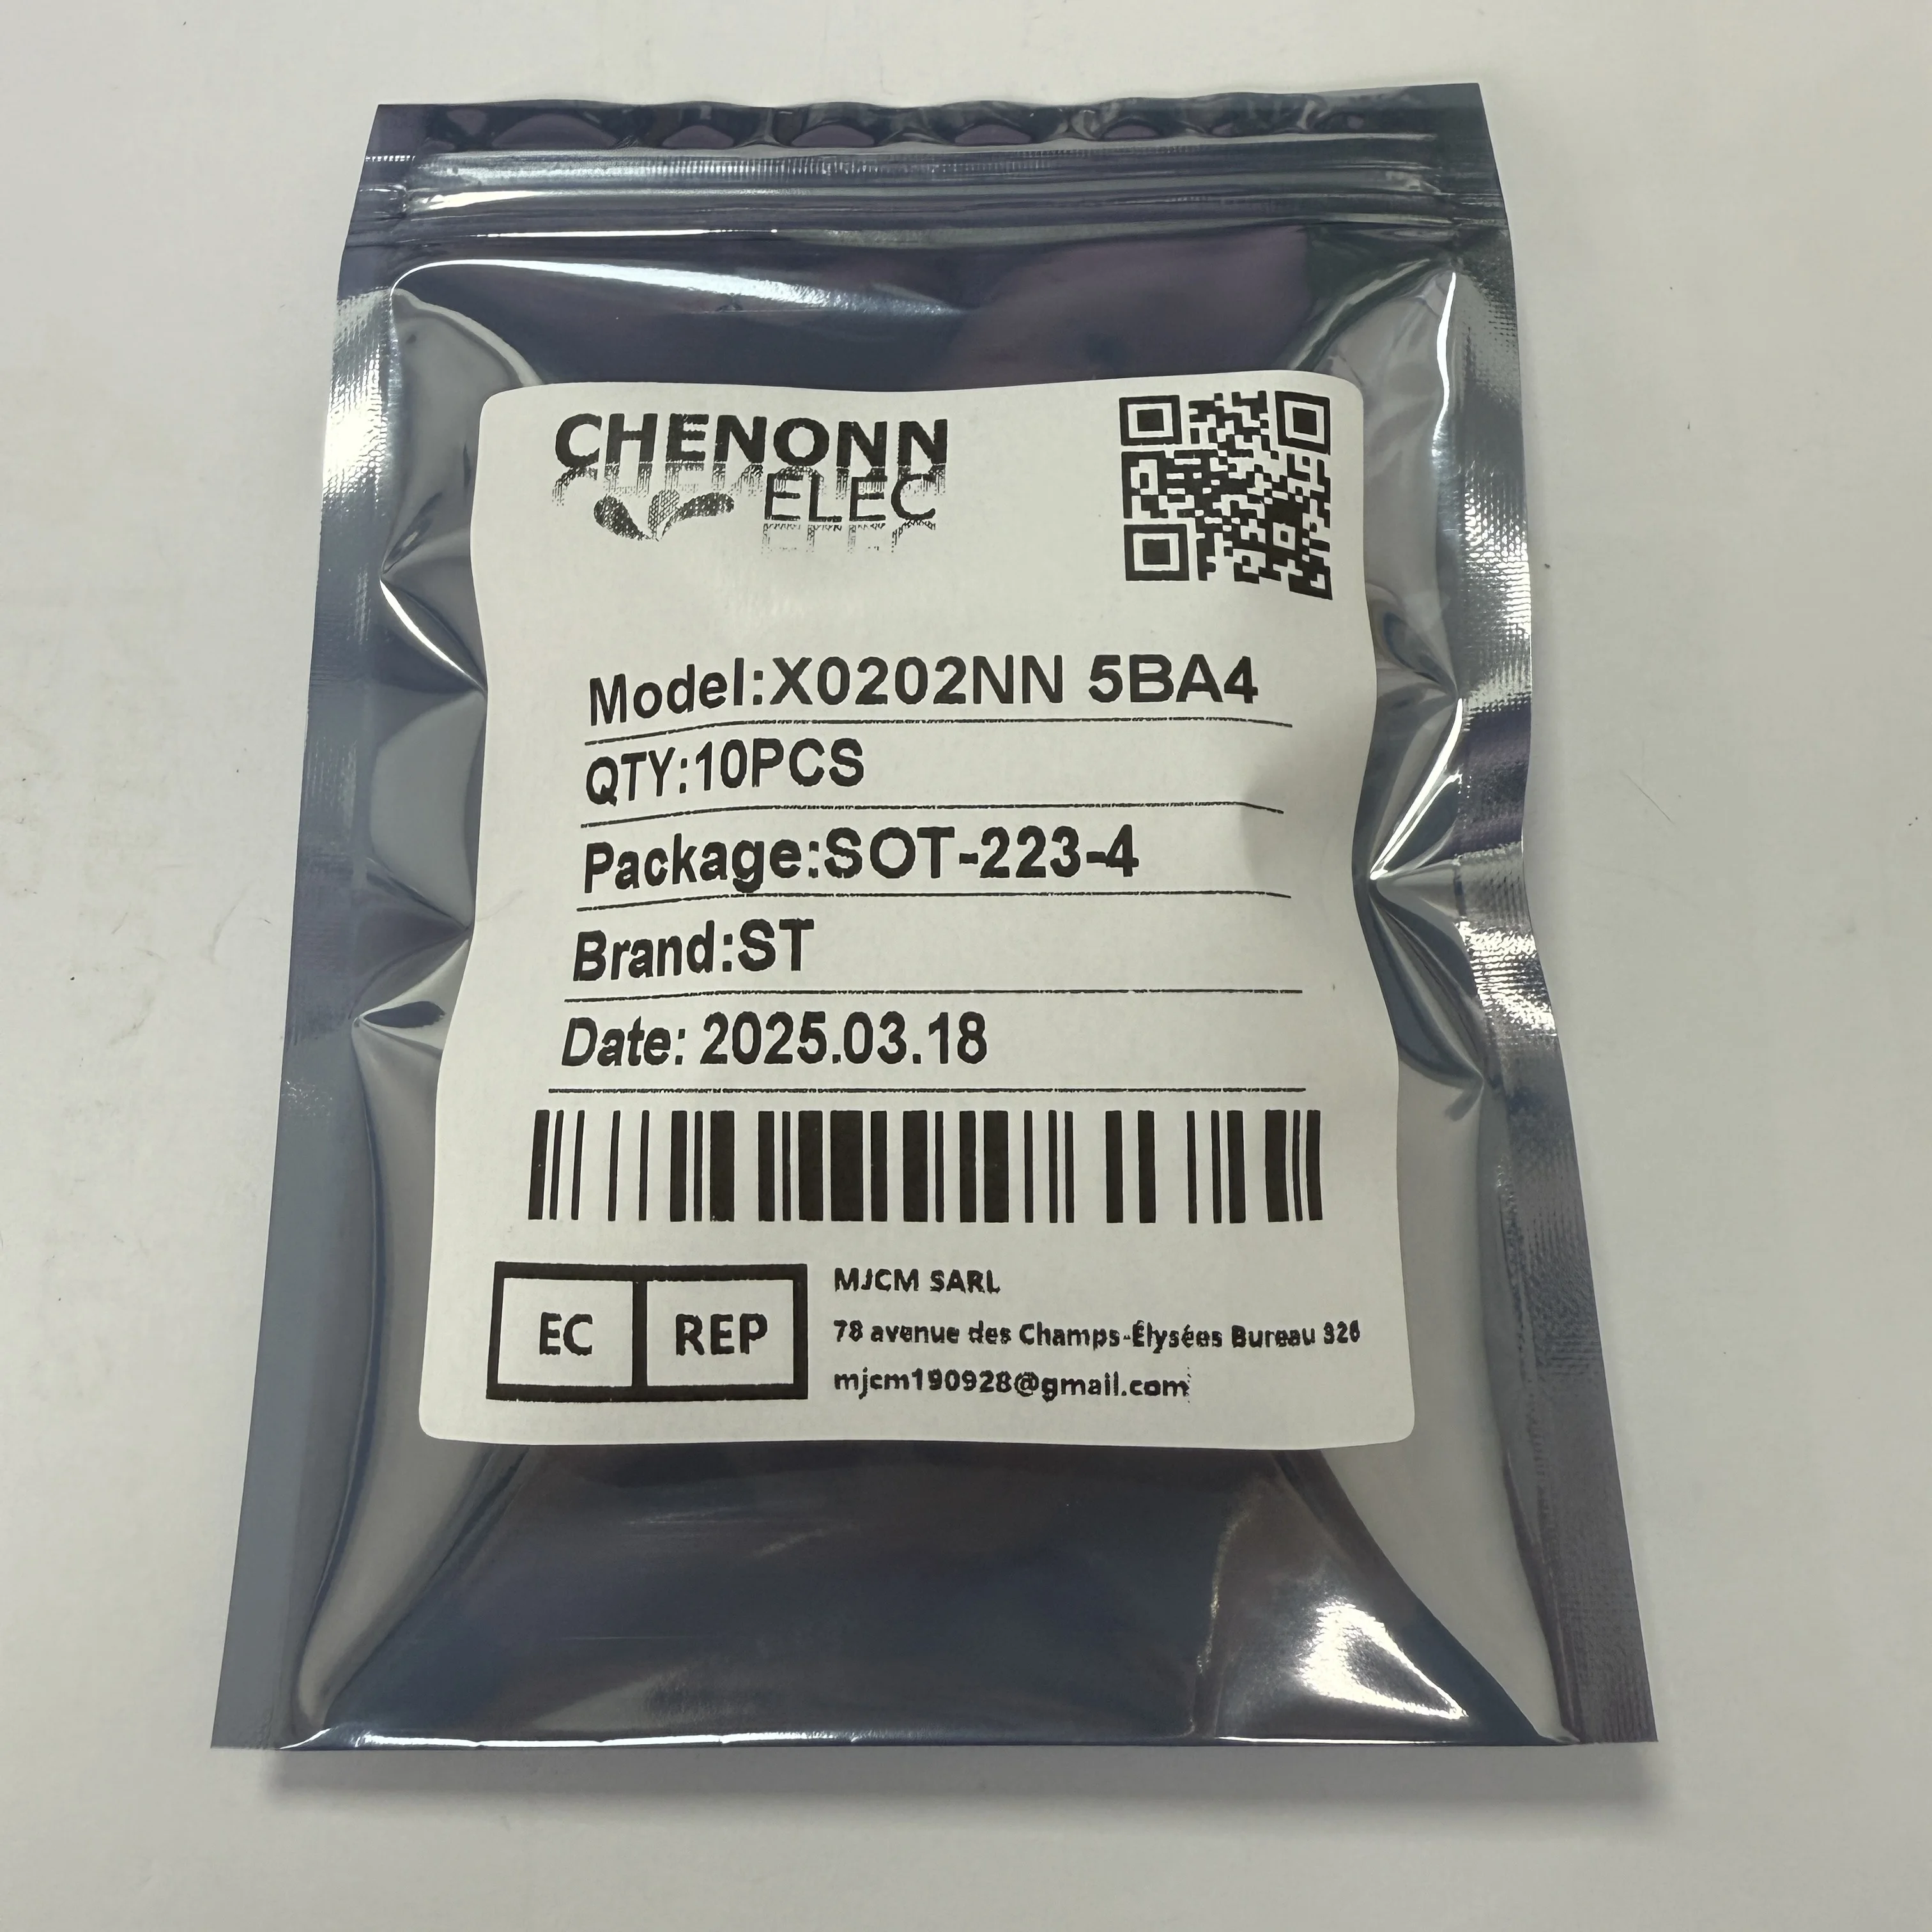 CHENONN
ELEC
Model:X0202NN 5BA4
QTY:10PCS
Package:SOT-223-4
Brand:ST
Date: 2025.03.18
EC REP
MJCM SARL
78 avenue des Champs-Élysées Bureau 326
mjcm190928@gmail.com